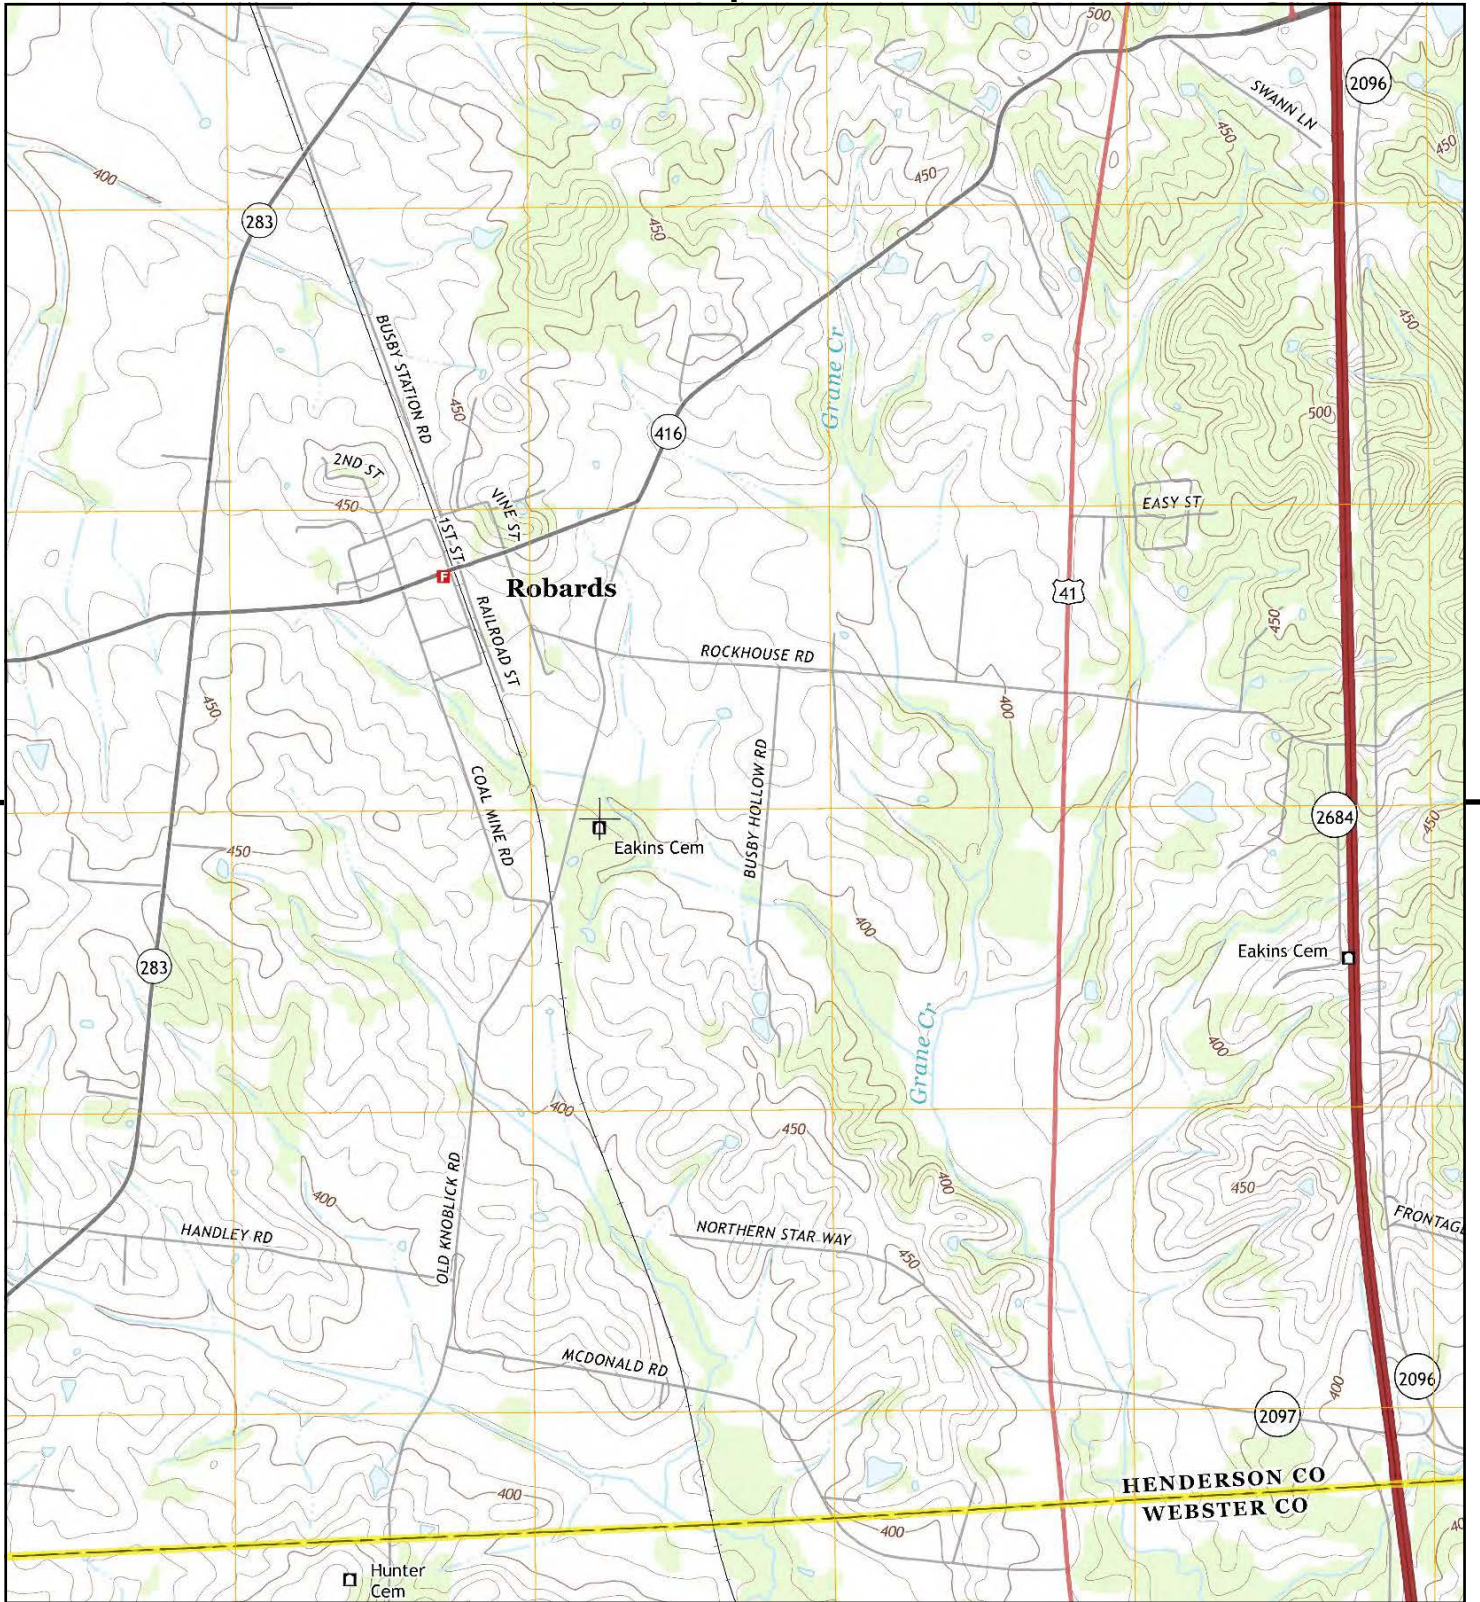 500
2096
SWANN LN
450
450
400
450
283
450
BUSBY STATION RD
450
Grane Cr
450
500
416
2ND ST
450
VINE ST
EASY ST
1ST ST
F
Robards
41
RAILROAD ST
450
ROCKHOUSE RD
450
400
COAL MINE RD
BUSBY HOLLOW RD
2684
450
Eakins Cem
450
400
Eakins Cem
283
400
Grane Cr
400
450
400
450
400
OLD KNOBLICK RD
HANDLEY RD
NORTHERN STAR WAY
FRONTAGE
450
MCDONALD RD
400
2096
2097
HENDERSON CO
WEBSTER CO
400
400
Hunter
Cem